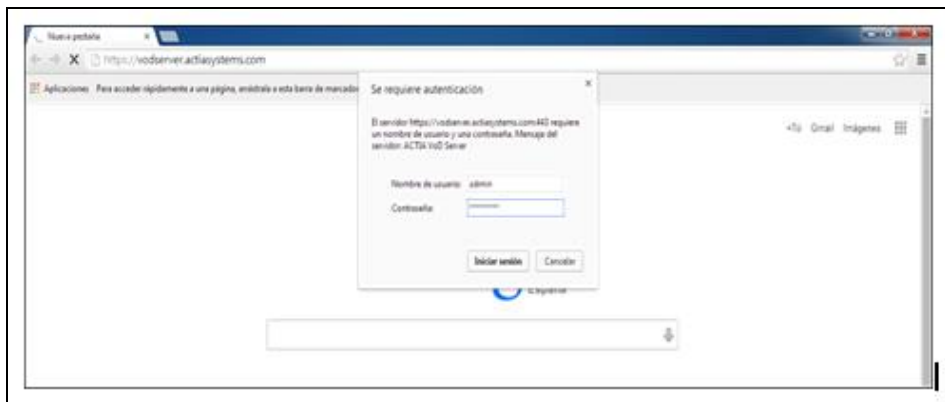 Nueva pestaña
https://vodserver.actiasystems.com
Aplicaciones Para acceder rápidamente a una página, arrástrala a esta barra de marcador
Se requiere autenticación
El servidor https://vodserver.actiasystems.com:443 requiere
un nombre de usuario y una contraseña. Mensaje del
servidor: ACTIA VoD Server
+Tú Gmail Imágenes
Nombre de usuario: admin
Contraseña:
Iniciar sesión Cancelar
España